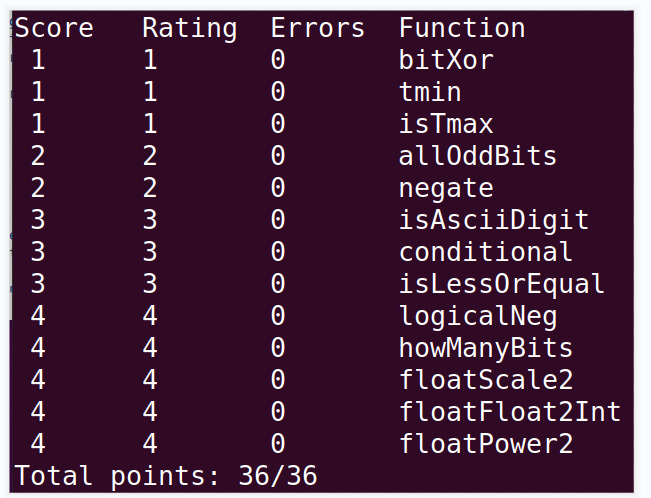 Score Rating Errors Function
1 1 0 bitXor
1 1 0 tmin
1 1 0 isTmax
2 2 0 allOddBits
2 2 0 negate
3 3 0 isAsciiDigit
3 3 0 conditional
3 3 0 isLessOrEqual
4 4 0 logicalNeg
4 4 0 howManyBits
4 4 0 floatScale2
4 4 0 floatFloat2Int
4 4 0 floatPower2
Total points: 36/36